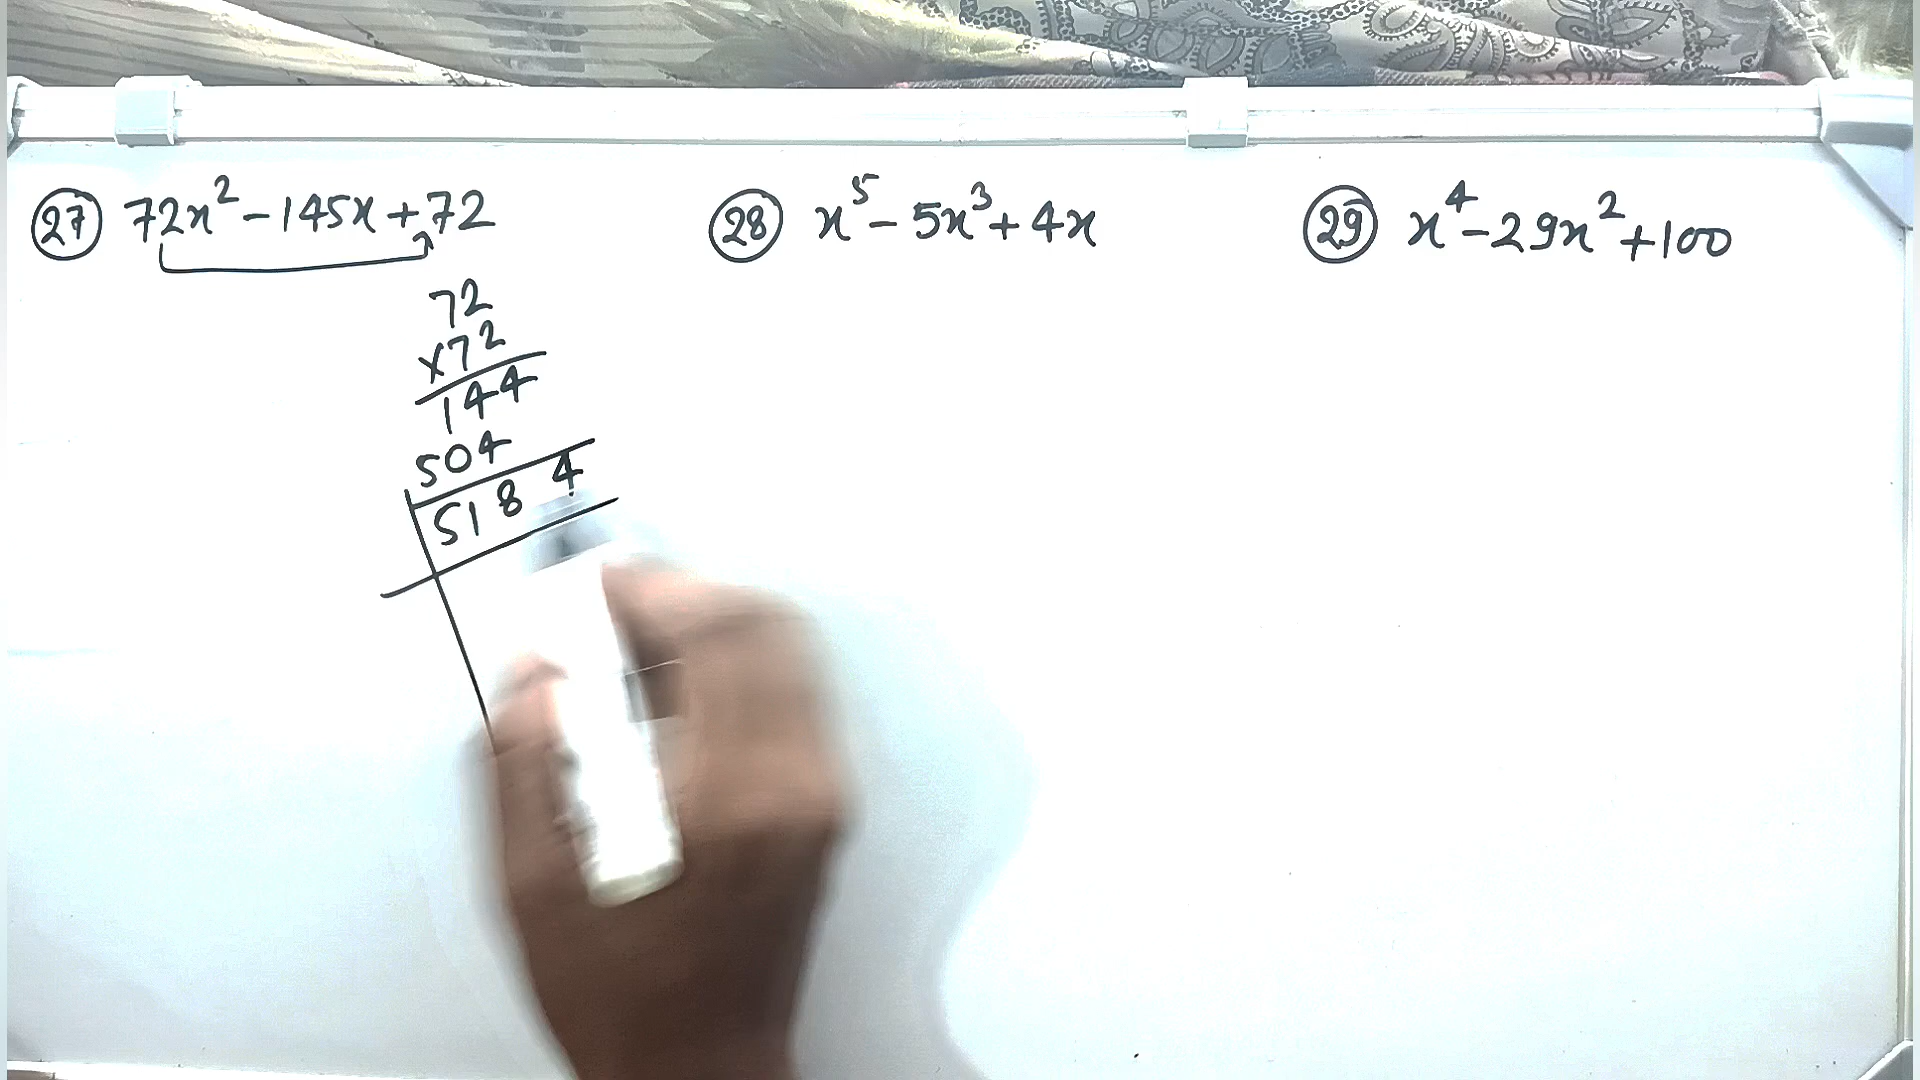 27 72x² - 145x + 72
72
x72
144
504
5184
28 x⁵ - 5x³ + 4x
29 x⁴ - 29x² + 100